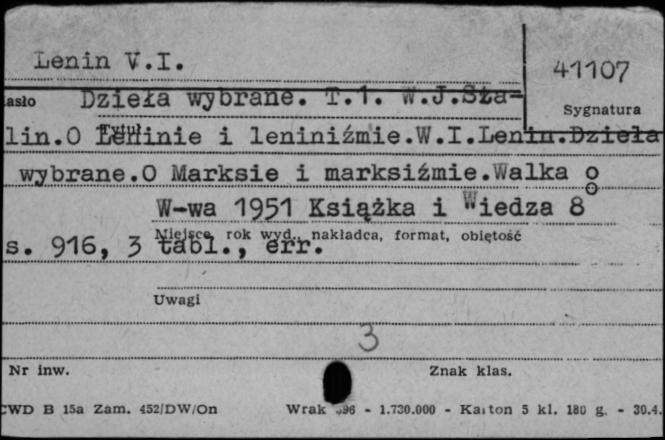 Lenin V.I.
41107
asło Dzieła wybrane. T.1. W.J.Sta-
Sygnatura
Tytuł
lin.O Leninie i leniniźmie.W.I.Lenin.Dzieła
wybrane.O Marksie i marksiźmie.Walka o
W-wa 1951 Książka i Wiedza 8°
Miejsce, rok wyd., nakładca, format, objętość
s. 916, 3 tabl., err.
Uwagi
3
Nr inw.
Znak klas.
CWD B 15a Zam. 452/DW/On Wrak 396 - 1.730.000 - Karton 5 kl. 180 g. - 30.4.